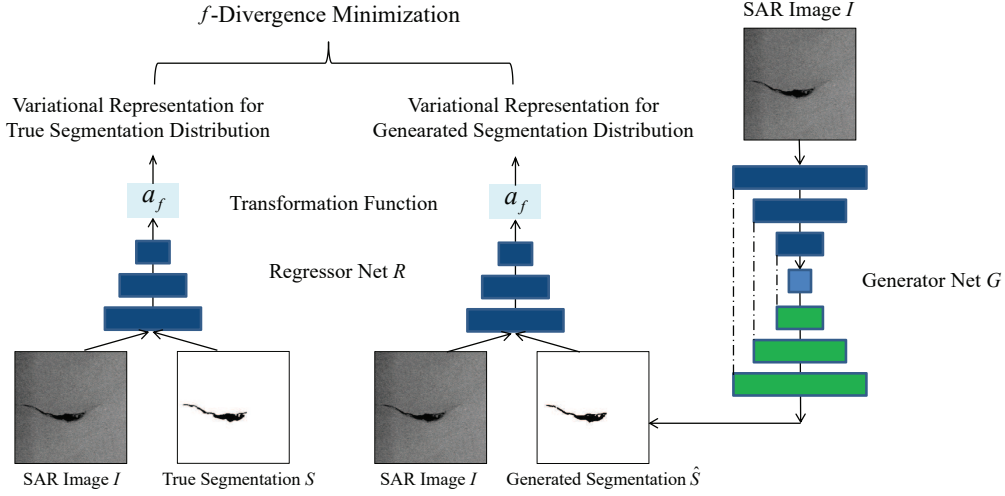 f-Divergence Minimization
SAR Image I
Variational Representation for
True Segmentation Distribution
Variational Representation for
Genearated Segmentation Distribution
a_f
Transformation Function
a_f
Regressor Net R
Generator Net G
SAR Image I
True Segmentation S
SAR Image I
Generated Segmentation Ŝ